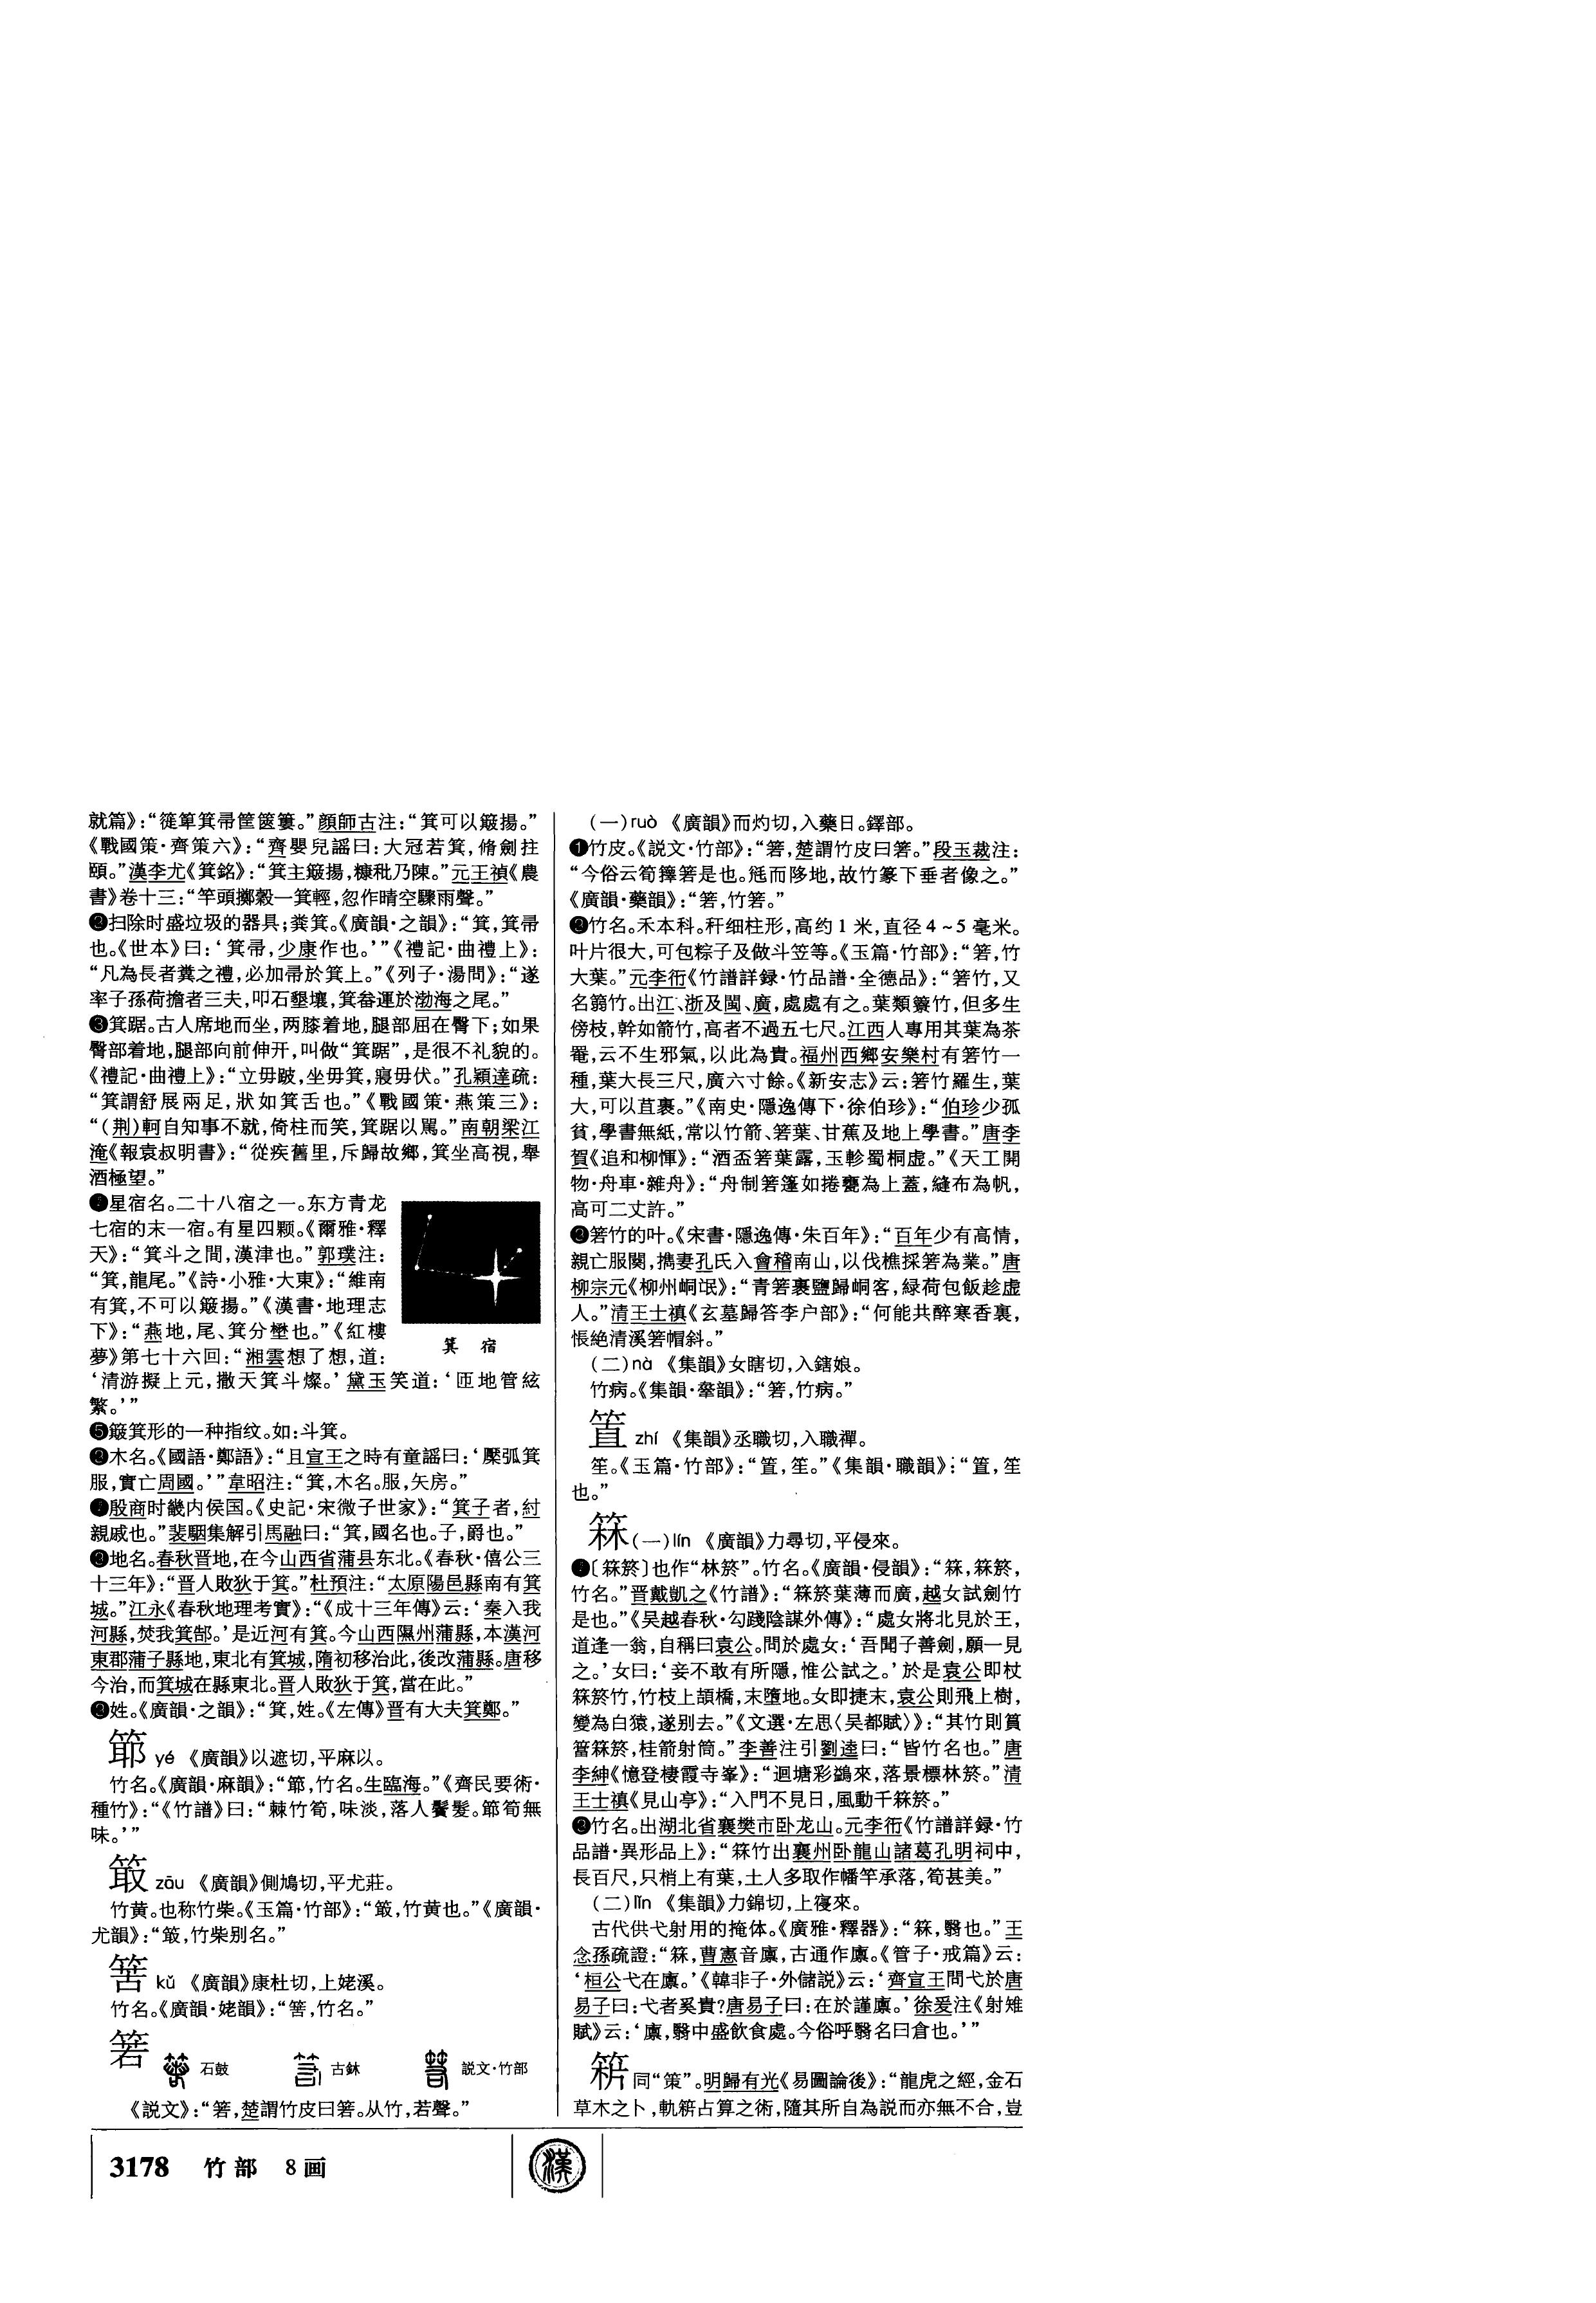 就篇》：“簁箄箕帚筐篋簍。”顔師古注：“箕可以簸揚。”
《戰國策·齊策六》：“齊嬰兒謡曰：大冠若箕，脩劍拄
頤。”漢李尤《箕銘》：“箕主簸揚，糠秕乃陳。”元王禎《農
書》卷十三：“竿頭擲穀一箕輕，忽作晴空驟雨聲。”
❷扫除时盛垃圾的器具；粪箕。《廣韻·之韻》：“箕，箕帚
也。《世本》曰：‘箕帚，少康作也。’”《禮記·曲禮上》：
“凡為長者糞之禮，必加帚於箕上。”《列子·湯問》：“遂
率子孫荷擔者三夫，叩石墾壤，箕畚運於渤海之尾。”
❸箕踞。古人席地而坐，两膝着地，腿部屈在臀下；如果
臀部着地，腿部向前伸开，叫做“箕踞”，是很不礼貌的。
《禮記·曲禮上》：“立毋跛，坐毋箕，寢毋伏。”孔穎達疏：
“箕謂舒展兩足，狀如箕舌也。”《戰國策·燕策三》：
“（荆）軻自知事不就，倚柱而笑，箕踞以駡。”南朝梁江
淹《報袁叔明書》：“從疾舊里，斥歸故鄉，箕坐高視，舉
酒極望。”
星宿名。二十八宿之一。东方青龙
七宿的末一宿。有星四颗。《爾雅·釋
天》：“箕斗之間，漢津也。”郭璞注：
“箕，龍尾。”《詩·小雅·大東》：“維南
有箕，不可以簸揚。”《漢書·地理志
下》：“燕地，尾、箕分壄也。”《紅樓
夢》第七十六回：“湘雲想了想，道：
箕 宿
‘清游擬上元，撒天箕斗燦。’黛玉笑道：‘匝地管絃
繁。’”
❺簸箕形的一种指纹。如：斗箕。
木名。《國語·鄭語》：“且宣王之時有童謡曰：‘檿弧箕
服，實亡周國。’”韋昭注：“箕，木名。服，矢房。”
殷商时畿内侯国。《史記·宋微子世家》：“箕子者，紂
親戚也。”裴駰集解引馬融曰：“箕，國名也。子，爵也。”
地名。春秋晋地，在今山西省蒲县东北。《春秋·僖公三
十三年》：“晋人敗狄于箕。”杜預注：“太原陽邑縣南有箕
城。”江永《春秋地理考實》：“《成十三年傳》云：‘秦入我
河縣，焚我箕郜。’是近河有箕。今山西隰州蒲縣，本漢河
東郡蒲子縣地，東北有箕城，隋初移治此，後改蒲縣。唐移
今治，而箕城在縣東北。晋人敗狄于箕，當在此。”
姓。《廣韻·之韻》：“箕，姓。《左傳》晋有大夫箕鄭。”
䈉 yé 《廣韻》以遮切，平麻以。
竹名。《廣韻·麻韻》：“䈉，竹名。生臨海。”《齊民要術·
種竹》：“《竹譜》曰：“棘竹筍，味淡，落人鬢髮。䈉筍無
味。’”
箃 zōu 《廣韻》側鳩切，平尤莊。
竹黄。也称竹柴。《玉篇·竹部》：“箃，竹黄也。”《廣韻·
尤韻》：“箃，竹柴别名。”
䇢 kǔ 《廣韻》康杜切，上姥溪。
竹名。《廣韻·姥韻》：“䇢，竹名。”
箬 石鼓 古鉥 説文·竹部
《説文》：“箬，楚謂竹皮曰箬。从竹，若聲。”
（一）ruò 《廣韻》而灼切，入藥日。鐸部。
❶竹皮。《説文·竹部》：“箬，楚謂竹皮曰箬。”段玉裁注：
“今俗云筍籜箬是也。毨而陊地，故竹篆下垂者像之。”
《廣韻·藥韻》：“箬，竹箬。”
❷竹名。禾本科。秆细柱形，高约1米，直径4~5毫米。
叶片很大，可包粽子及做斗笠等。《玉篇·竹部》：“箬，竹
大葉。”元李衎《竹譜詳録·竹品譜·全德品》：“箬竹，又
名篛竹。出江、浙及閩、廣，處處有之。葉類簝竹，但多生
傍枝，幹如箭竹，高者不過五七尺。江西人專用其葉為茶
罨，云不生邪氣，以此為貴。福州西鄉安樂村有箬竹一
種，葉大長三尺，廣六寸餘。《新安志》云：箬竹羅生，葉
大，可以苴裹。”《南史·隱逸傳下·徐伯珍》：“伯珍少孤
貧，學書無紙，常以竹箭、箬葉、甘蕉及地上學書。”唐李
賀《追和柳惲》：“酒盃箬葉露，玉軫蜀桐虚。”《天工開
物·舟車·雜舟》：“舟制箬篷如捲甕為上蓋，縫布為帆，
高可二丈許。”
箬竹的叶。《宋書·隱逸傳·朱百年》：“百年少有高情，
親亡服闋，携妻孔氏入會稽南山，以伐樵採箬為業。”唐
柳宗元《柳州峒氓》：“青箬裹鹽歸峒客，緑荷包飯趁虚
人。”清王士禛《玄墓歸答李户部》：“何能共醉寒香裏，
悵絶清溪箬帽斜。”
（二）nà 《集韻》女瞎切，入鎋娘。
竹病。《集韻·舝韻》：“箬，竹病。”
䇛 zhí 《集韻》丞職切，入職禪。
笙。《玉篇·竹部》：“䇛，笙。”《集韻·職韻》：“䇛，笙
也。”
箖（一）lín 《廣韻》力尋切，平侵來。
〔箖箊〕也作“林箊”。竹名。《廣韻·侵韻》：“箖，箖箊，
竹名。”晋戴凱之《竹譜》：“箖箊葉薄而廣，越女試劍竹
是也。”《吴越春秋·勾踐陰謀外傳》：“處女將北見於王，
道逢一翁，自稱曰袁公。問於處女：‘吾聞子善劍，願一見
之。’女曰：‘妾不敢有所隱，惟公試之。’於是袁公即杖
箖箊竹，竹枝上頡橋，末墮地。女即捷末，袁公則飛上樹，
變為白猿，遂别去。”《文選·左思〈吴都賦〉》：“其竹則篔
簹箖箊，桂箭射筒。”李善注引劉逵曰：“皆竹名也。”唐
李紳《憶登棲霞寺峯》：“迴塘彩鷁來，落景標林箊。”清
王士禛《見山亭》：“入門不見日，風動千箖箊。”
❷竹名。出湖北省襄樊市卧龙山。元李衎《竹譜詳録·竹
品譜·異形品上》：“箖竹出襄州卧龍山諸葛孔明祠中，
長百尺，只梢上有葉，土人多取作幡竿承落，筍甚美。”
（二）lǐn 《集韻》力錦切，上寑來。
古代供弋射用的掩体。《廣雅·釋器》：“箖，翳也。”王
念孫疏證：“箖，曹憲音廩，古通作廩。《管子·戒篇》云：
‘桓公弋在廩。’《韓非子·外儲説》云：‘齊宣王問弋於唐
易子曰：弋者奚貴？唐易子曰：在於謹廩。’徐爰注《射雉
賦》云：‘廩，翳中盛飲食處。今俗呼翳名曰倉也。’”
䇲同“策”。明歸有光《易圖論後》：“龍虎之經，金石
草木之卜，軌䇲占算之術，隨其所自為説而亦無不合，豈
3178 竹部 8画
漢